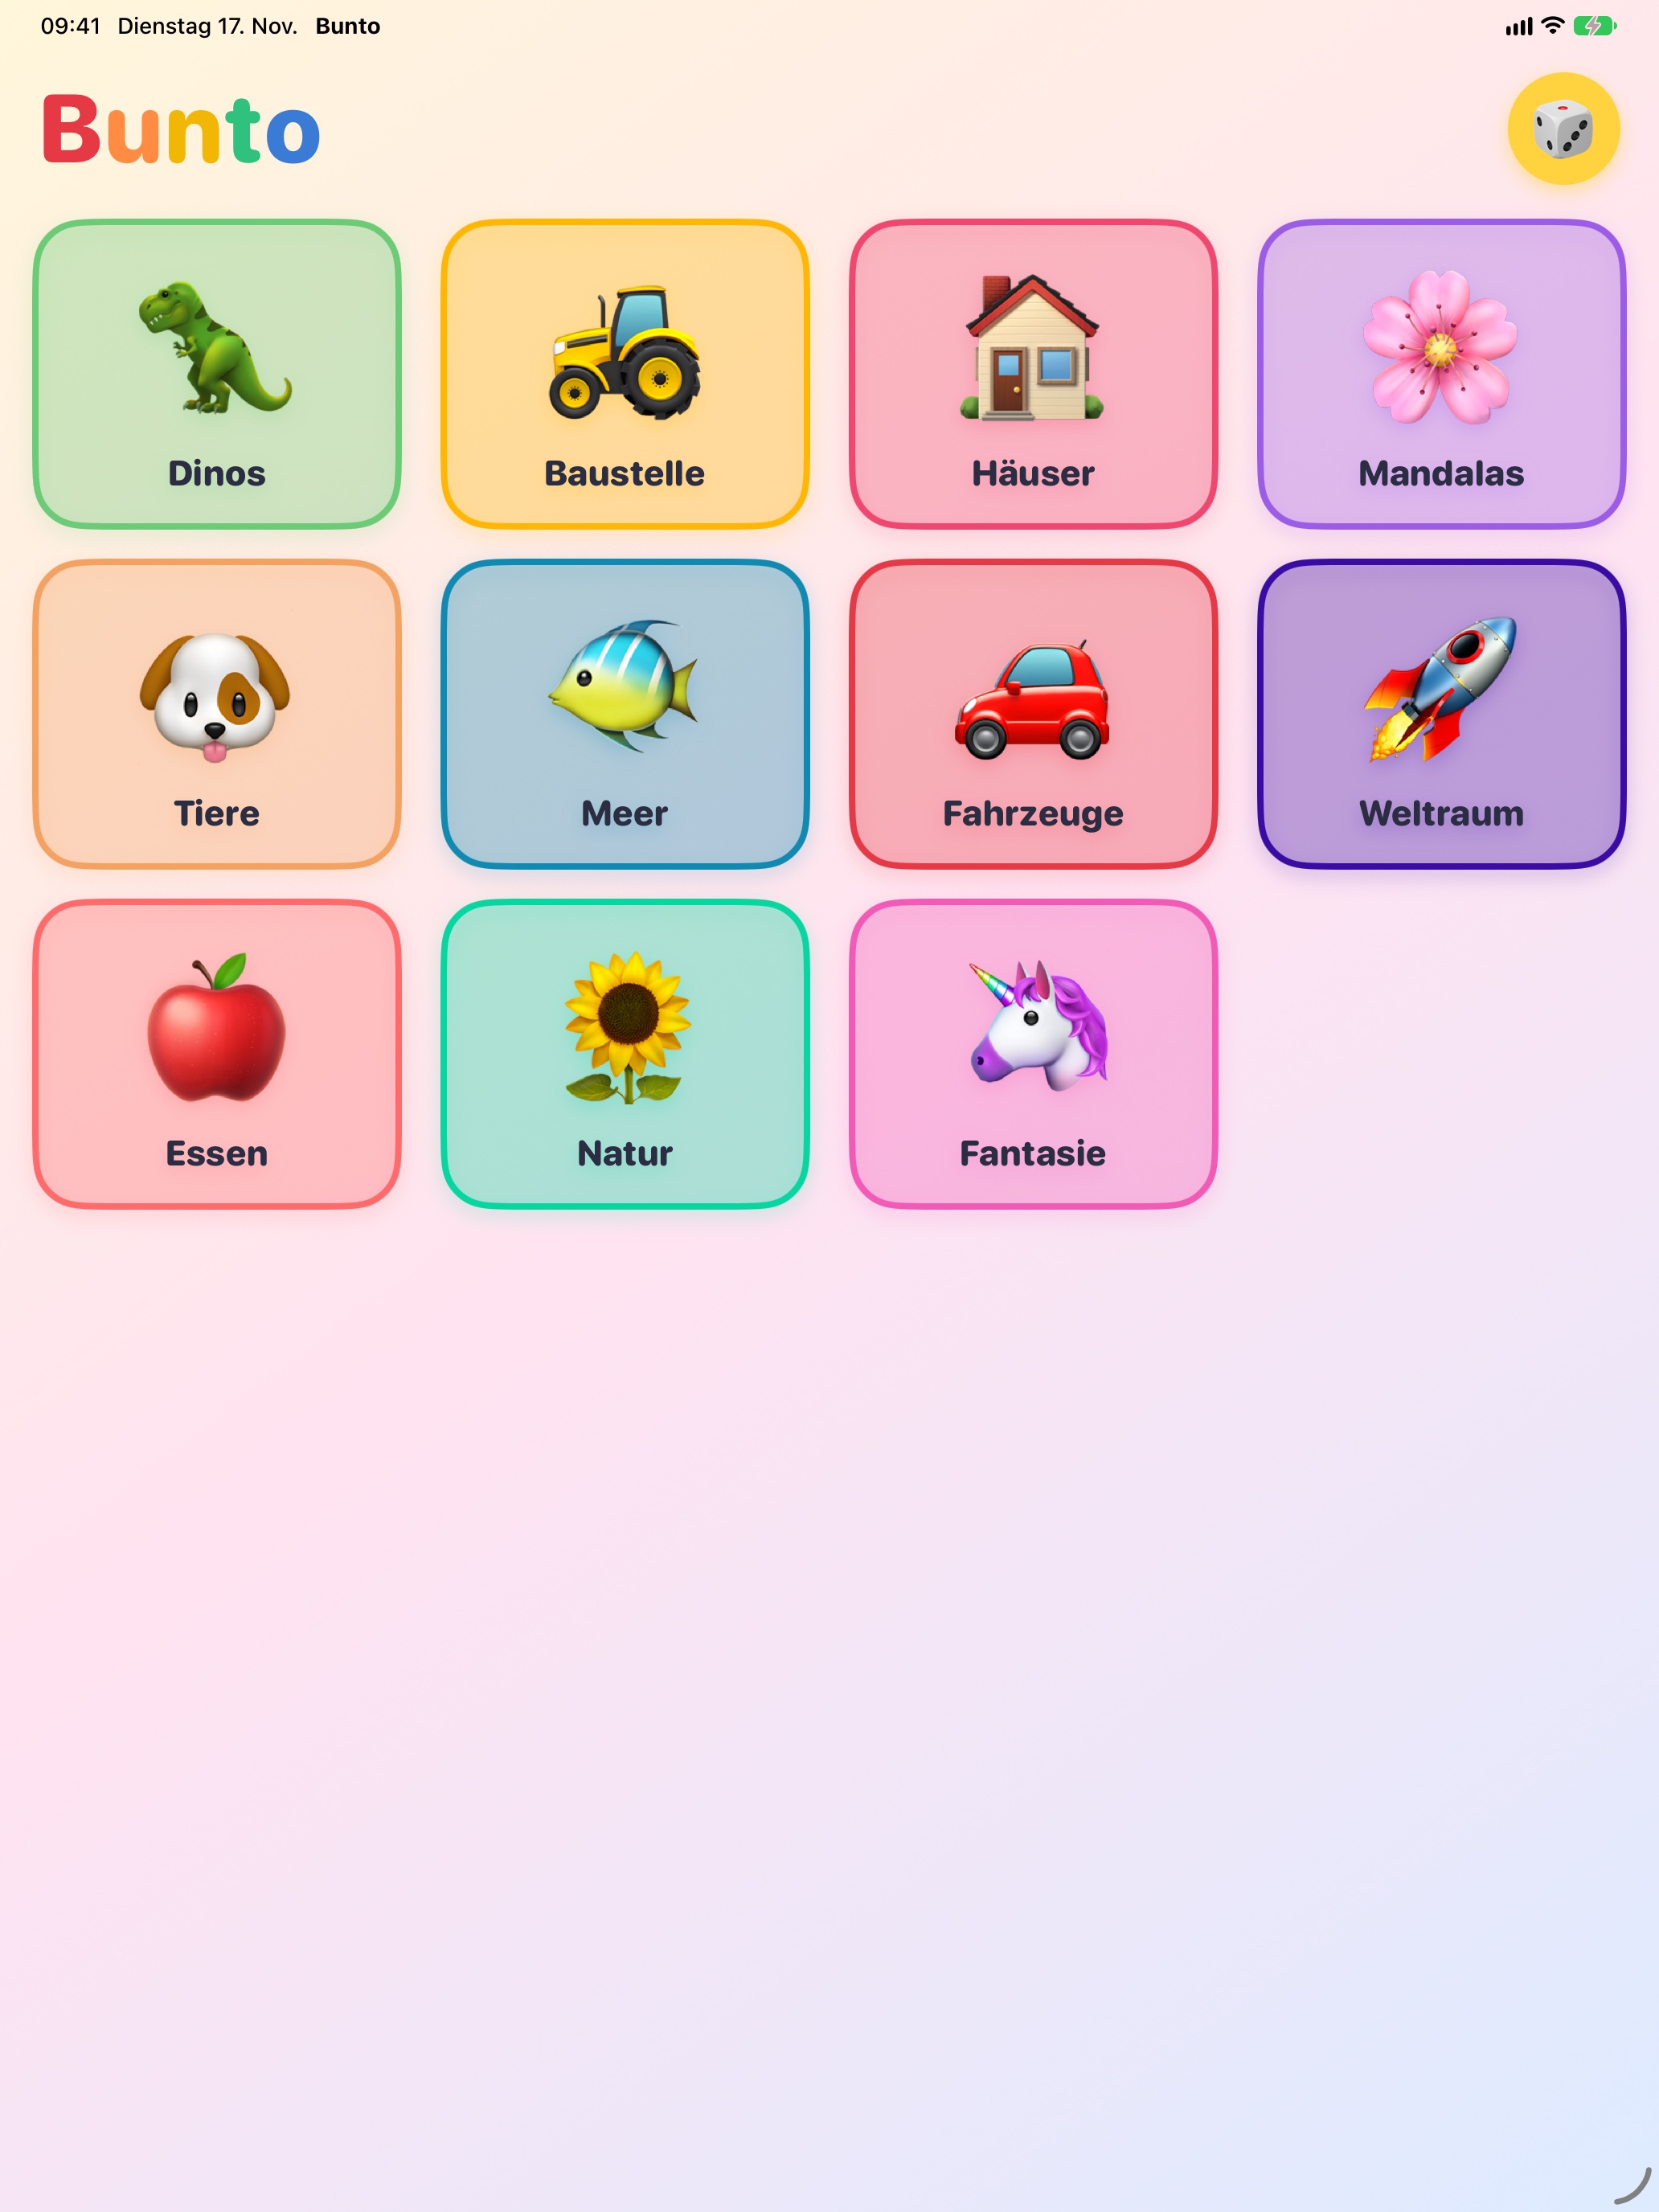 09:41 Dienstag 17. Nov. Bunto
Bunto
Dinos
Baustelle
Häuser
Mandalas
Tiere
Meer
Fahrzeuge
Weltraum
Essen
Natur
Fantasie